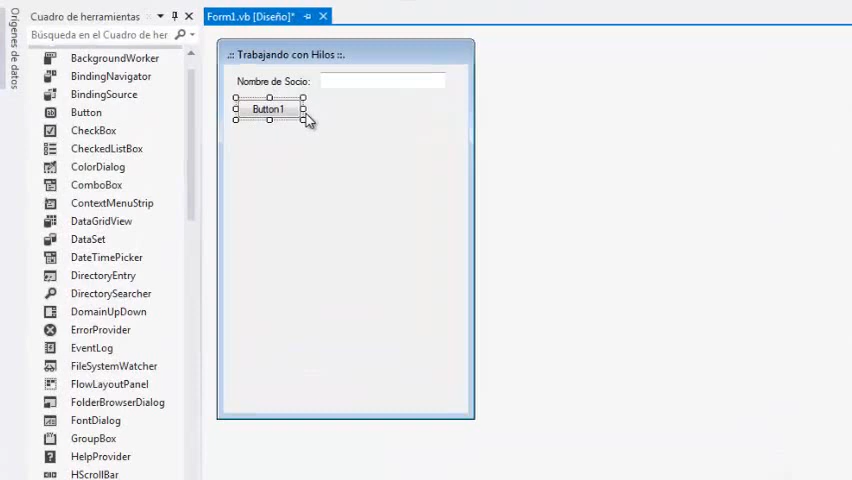 Orígenes de datos
Cuadro de herramientas
Búsqueda en el Cuadro de her
BackgroundWorker
BindingNavigator
BindingSource
Button
CheckBox
CheckedListBox
ColorDialog
ComboBox
ContextMenuStrip
DataGridView
DataSet
DateTimePicker
DirectoryEntry
DirectorySearcher
DomainUpDown
ErrorProvider
EventLog
FileSystemWatcher
FlowLayoutPanel
FolderBrowserDialog
FontDialog
GroupBox
HelpProvider
HScrollBar
Form1.vb [Diseño]*
.:: Trabajando con Hilos ::.
Nombre de Socio:
Button1